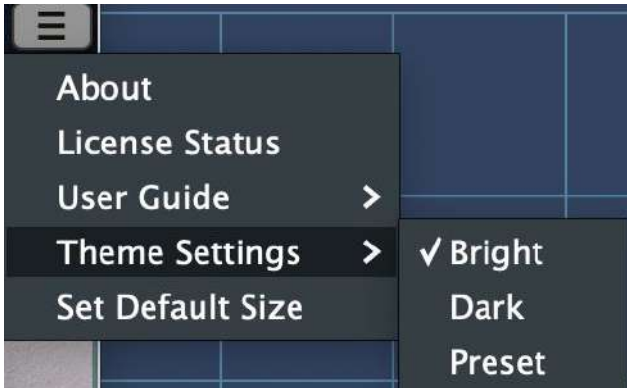 About
License Status
User Guide
Theme Settings
Set Default Size
Bright
Dark
Preset